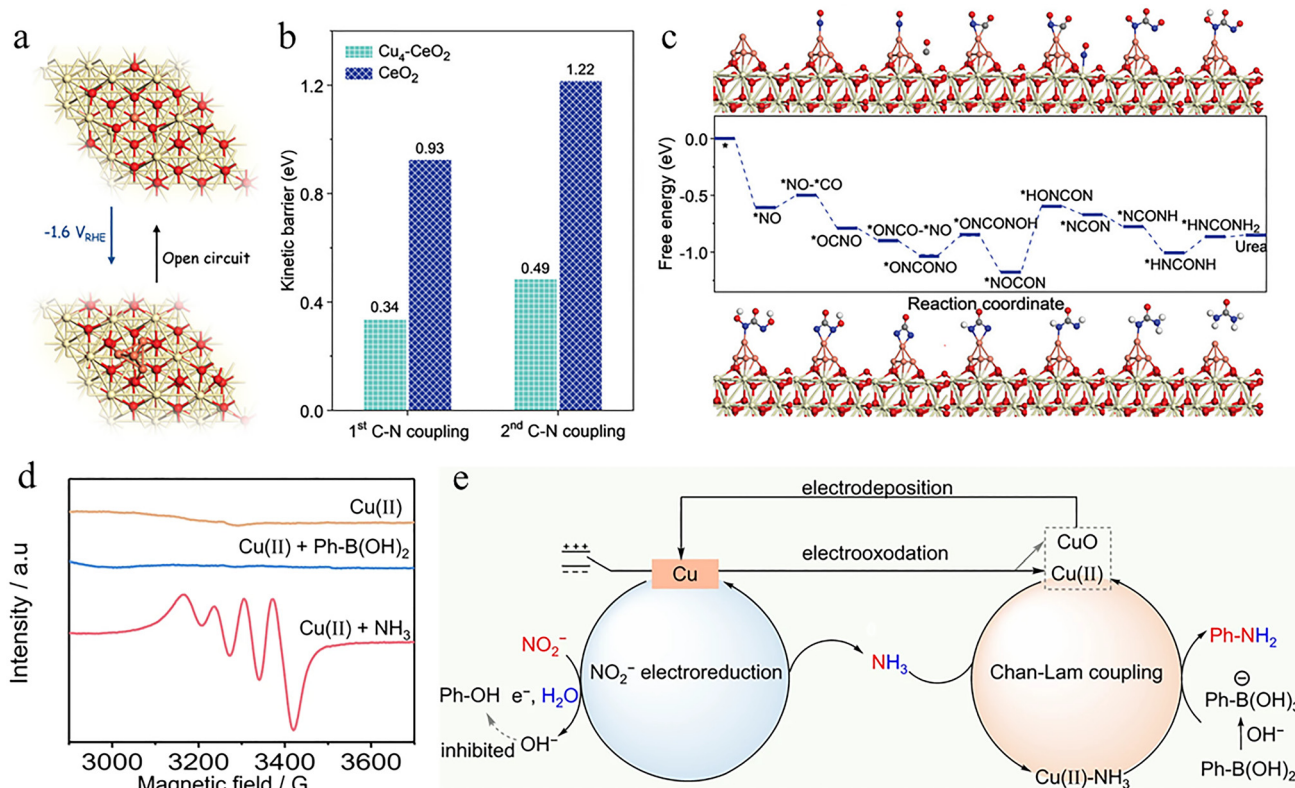 a
-1.6 V_RHE
Open circuit
b
Kinetic barrier (eV)
1.2
0.8
0.4
0.0
Cu₄-CeO₂
CeO₂
0.34
0.93
0.49
1.22
1st C-N coupling
2nd C-N coupling
c
Free energy (eV)
0.0
-0.5
-1.0
*
*NO
*NO-*CO
*OCNO
*ONCO-*NO
*ONCONO
*ONCONOH
*NOCON
*HONCON
*NCON
*NCONH
*HNCONH
*HNCONH₂
Urea
Reaction coordinate
d
Intensity / a.u
Cu(II)
Cu(II) + Ph-B(OH)₂
Cu(II) + NH₃
3000 3200 3400 3600
Magnetic field / G
e
electrodeposition
electrooxodation
+++
Cu
CuO
Cu(II)
NO₂⁻
NO₂⁻ electroreduction
Ph-OH e⁻, H₂O
inhibited
OH⁻
NH₃
Chan-Lam coupling
Cu(II)-NH₃
Ph-NH₂
⊖
Ph-B(OH)₃
OH⁻
Ph-B(OH)₂